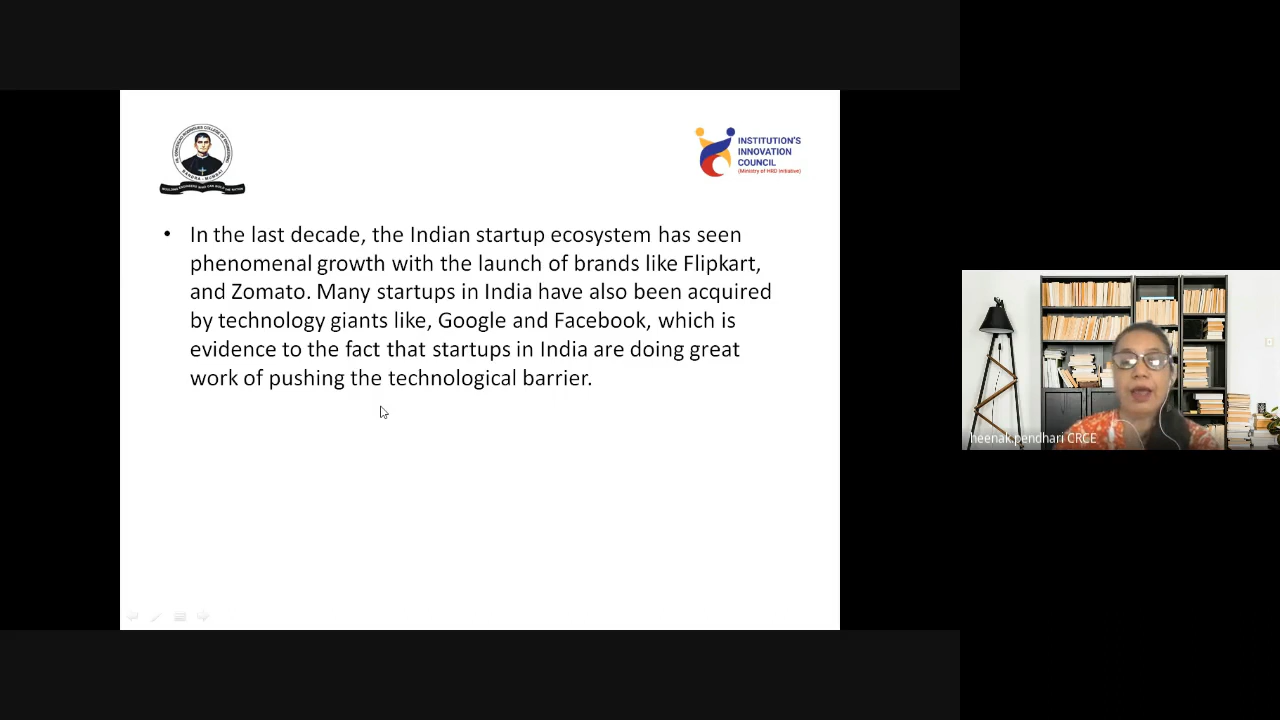 INSTITUTION'S
INNOVATION
COUNCIL
(Ministry of HRD Initiative)
• In the last decade, the Indian startup ecosystem has seen
phenomenal growth with the launch of brands like Flipkart,
and Zomato. Many startups in India have also been acquired
by technology giants like, Google and Facebook, which is
evidence to the fact that startups in India are doing great
work of pushing the technological barrier.
heenak.pendhari CRCE